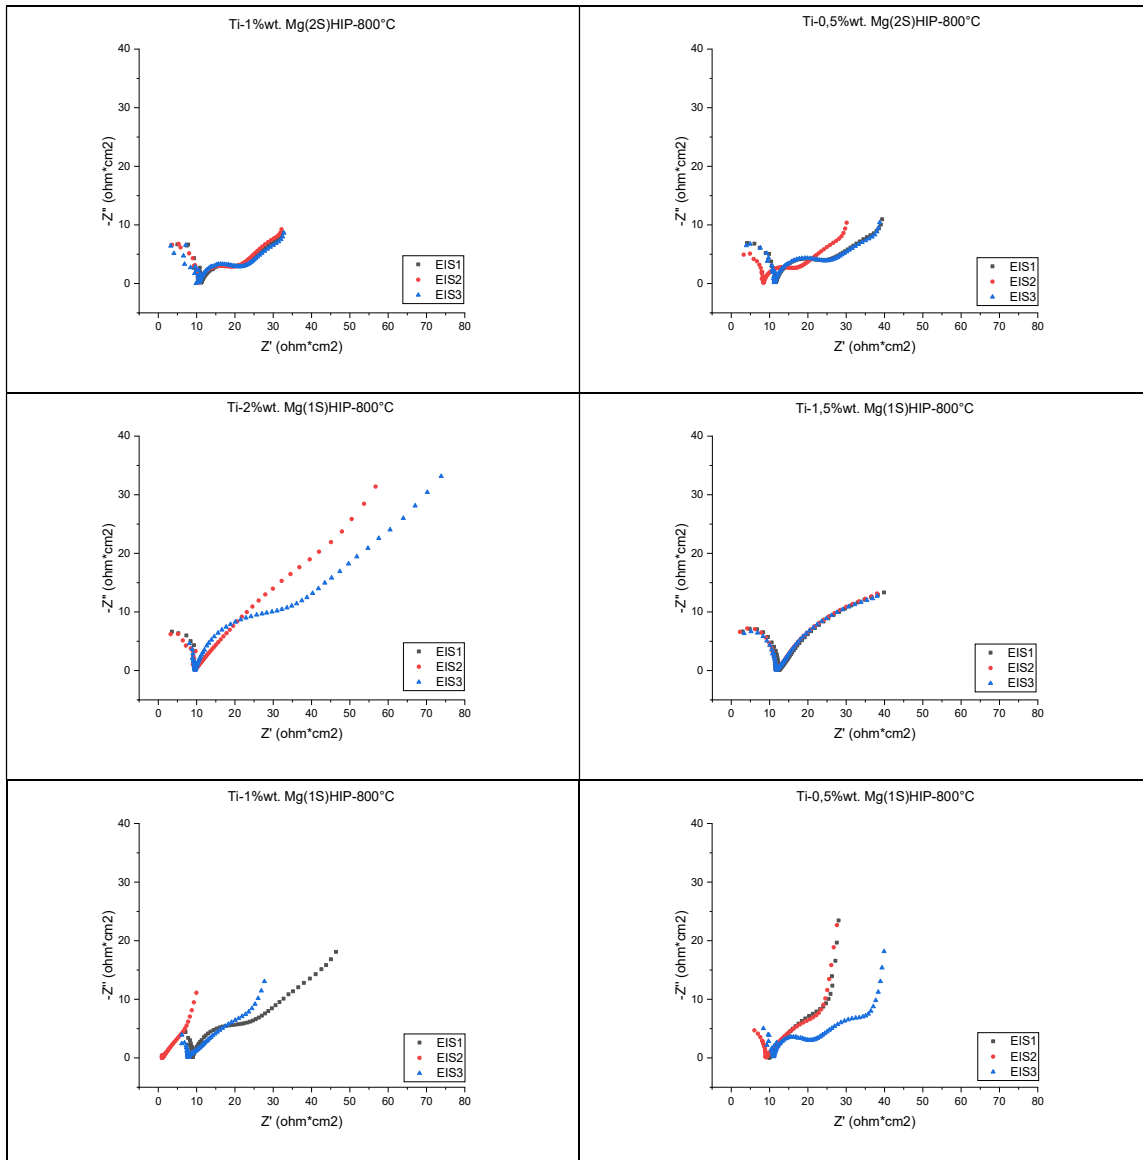 Ti-1%wt. Mg(2S)HIP-800°C
40
30
20
10
0
-Z'' (ohm*cm2)
EIS1
EIS2
EIS3
0 10 20 30 40 50 60 70 80
Z' (ohm*cm2)
Ti-0,5%wt. Mg(2S)HIP-800°C
40
30
20
10
0
-Z'' (ohm*cm2)
EIS1
EIS2
EIS3
0 10 20 30 40 50 60 70 80
Z' (ohm*cm2)
Ti-2%wt. Mg(1S)HIP-800°C
40
30
20
10
0
-Z'' (ohm*cm2)
EIS1
EIS2
EIS3
0 10 20 30 40 50 60 70 80
Z' (ohm*cm2)
Ti-1,5%wt. Mg(1S)HIP-800°C
40
30
20
10
0
-Z'' (ohm*cm2)
EIS1
EIS2
EIS3
0 10 20 30 40 50 60 70 80
Z' (ohm*cm2)
Ti-1%wt. Mg(1S)HIP-800°C
40
30
20
10
0
-Z'' (ohm*cm2)
EIS1
EIS2
EIS3
0 10 20 30 40 50 60 70 80
Z' (ohm*cm2)
Ti-0,5%wt. Mg(1S)HIP-800°C
40
30
20
10
0
-Z'' (ohm*cm2)
EIS1
EIS2
EIS3
0 10 20 30 40 50 60 70 80
Z' (ohm*cm2)